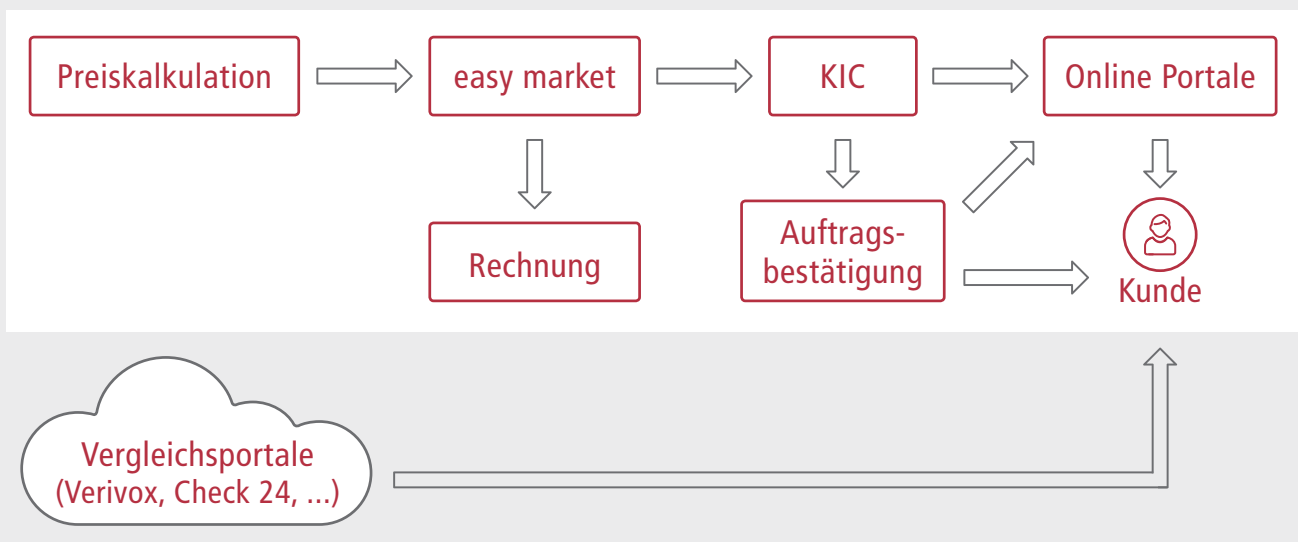 Preiskalkulation
easy market
KIC
Online Portale
Rechnung
Auftrags-
bestätigung
Kunde
Vergleichsportale
(Verivox, Check 24, ...)